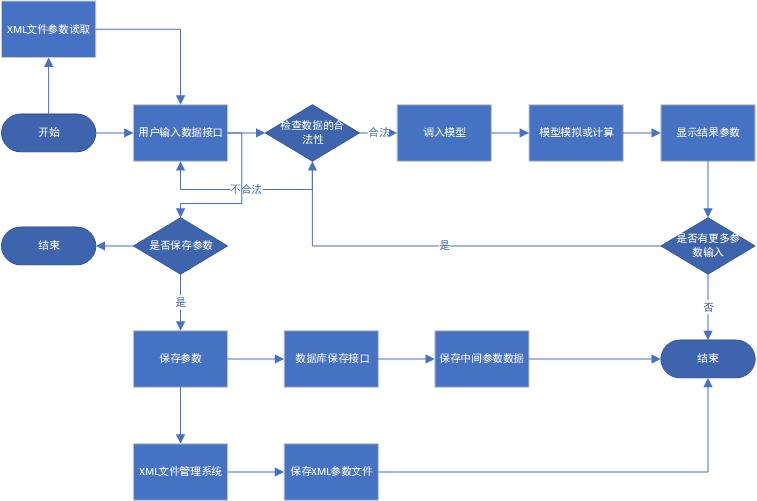 XML文件参数读取
开始
用户输入数据接口
检查数据的合
法性
合法
调入模型
模型模拟或计算
显示结果参数
不合法
结束
是否保存参数
是
是否有更多参
数输入
是
否
保存参数
数据库保存接口
保存中间参数数据
结束
XML文件管理系统
保存XML参数文件